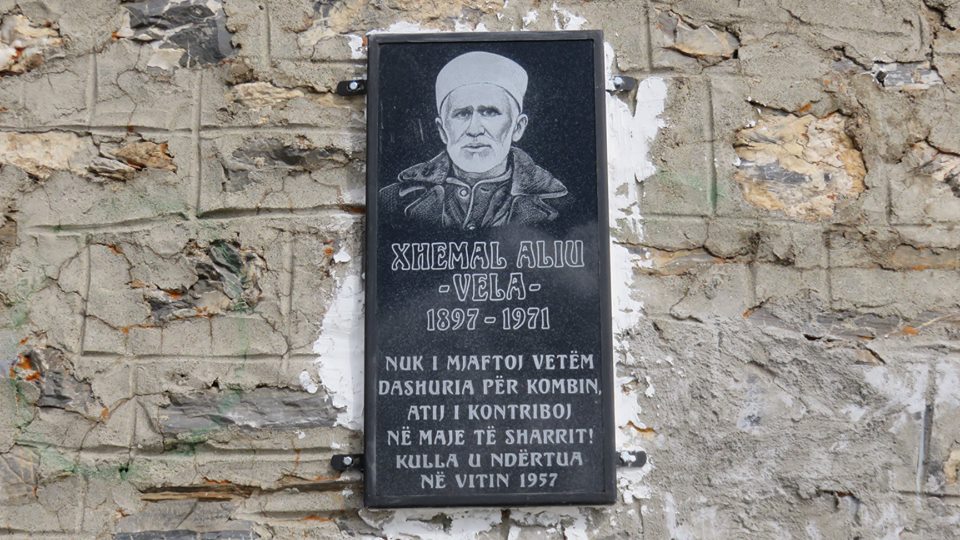 XHEMAL ALIU
-VELA-
1897-1971
NUK I MJAFTOJ VETËM
DASHURIA PËR KOMBIN,
ATIJ I KONTRIBOJ
NË MAJE TË SHARRIT!
KULLA U NDËRTUA
NË VITIN 1957